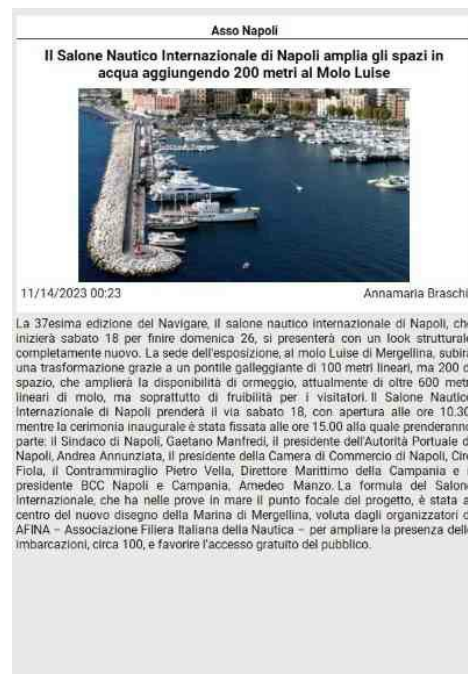 Asso Napoli
Il Salone Nautico Internazionale di Napoli amplia gli spazi in
acqua aggiungendo 200 metri al Molo Luise
11/14/2023 00:23
Annamaria Braschi
La 37esima edizione del Navigare, il salone nautico internazionale di Napoli, che
inizierà sabato 18 per finire domenica 26, si presenterà con un look strutturale
completamente nuovo. La sede dell'esposizione, al molo Luise di Mergellina, subirà
una trasformazione grazie a un pontile galleggiante di 100 metri lineari, ma 200 d
spazio, che amplierà la disponibilità di ormeggio, attualmente di oltre 600 metri
lineari di molo, ma soprattutto di fruibilità per i visitatori. Il Salone Nautico
Internazionale di Napoli prenderà il via sabato 18, con apertura alle ore 10.30,
mentre la cerimonia inaugurale è stata fissata alle ore 15.00 alla quale prenderanno
parte: il Sindaco di Napoli, Gaetano Manfredi, il presidente dell'Autorità Portuale d
Napoli, Andrea Annunziata, il presidente della Camera di Commercio di Napoli, Ciro
Fiola, il Contrammiraglio Pietro Vella, Direttore Marittimo della Campania e i
presidente BCC Napoli e Campania, Amedeo Manzo. La formula del Salone
Internazionale, che ha nelle prove in mare il punto focale del progetto, è stata a
centro del nuovo disegno della Marina di Mergellina, voluta dagli organizzatori d
AFINA – Associazione Filiera Italiana della Nautica – per ampliare la presenza delle
imbarcazioni, circa 100, e favorire l'accesso gratuito del pubblico.